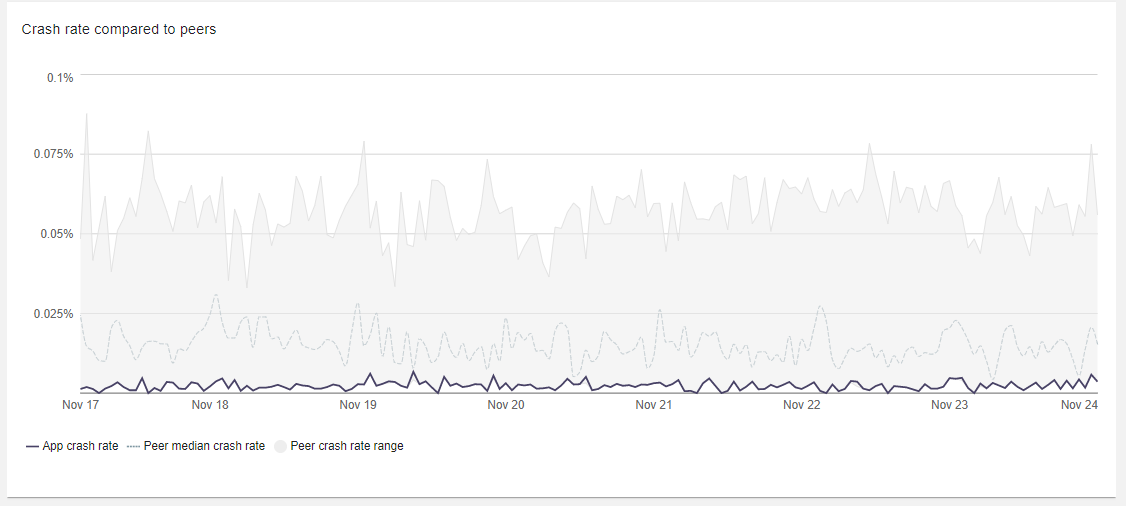 Crash rate compared to peers
0.1%
0.075%
0.05%
0.025%
Nov 17 Nov 18 Nov 19 Nov 20 Nov 21 Nov 22 Nov 23 Nov 24
App crash rate Peer median crash rate Peer crash rate range